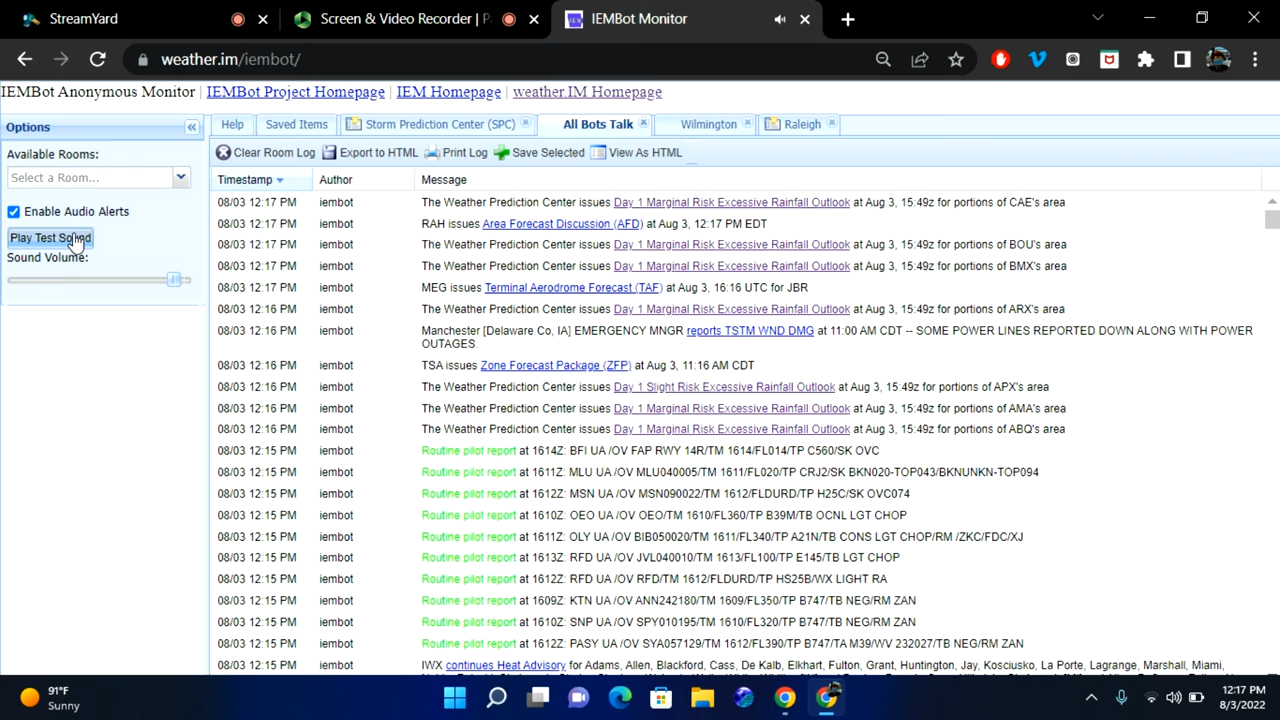 StreamYard
Screen & Video Recorder | P
IEMBot Monitor
weather.im/iembot/
IEMBot Anonymous Monitor | IEMBot Project Homepage | IEM Homepage | weather.IM Homepage
Options
Help
Saved Items
Storm Prediction Center (SPC)
All Bots Talk
Wilmington
Raleigh
Available Rooms:
Select a Room...
Enable Audio Alerts
Play Test Sound
Sound Volume:
Clear Room Log Export to HTML Print Log Save Selected View As HTML
Timestamp Author Message
08/03 12:17 PM iembot The Weather Prediction Center issues Day 1 Marginal Risk Excessive Rainfall Outlook at Aug 3, 15:49z for portions of CAE's area
08/03 12:17 PM iembot RAH issues Area Forecast Discussion (AFD) at Aug 3, 12:17 PM EDT
08/03 12:17 PM iembot The Weather Prediction Center issues Day 1 Marginal Risk Excessive Rainfall Outlook at Aug 3, 15:49z for portions of BOU's area
08/03 12:17 PM iembot The Weather Prediction Center issues Day 1 Marginal Risk Excessive Rainfall Outlook at Aug 3, 15:49z for portions of BMX's area
08/03 12:17 PM iembot MEG issues Terminal Aerodrome Forecast (TAF) at Aug 3, 16:16 UTC for JBR
08/03 12:16 PM iembot The Weather Prediction Center issues Day 1 Marginal Risk Excessive Rainfall Outlook at Aug 3, 15:49z for portions of ARX's area
08/03 12:16 PM iembot Manchester [Delaware Co, IA] EMERGENCY MNGR reports TSTM WND DMG at 11:00 AM CDT -- SOME POWER LINES REPORTED DOWN ALONG WITH POWER
OUTAGES.
08/03 12:16 PM iembot TSA issues Zone Forecast Package (ZFP) at Aug 3, 11:16 AM CDT
08/03 12:16 PM iembot The Weather Prediction Center issues Day 1 Slight Risk Excessive Rainfall Outlook at Aug 3, 15:49z for portions of APX's area
08/03 12:16 PM iembot The Weather Prediction Center issues Day 1 Marginal Risk Excessive Rainfall Outlook at Aug 3, 15:49z for portions of AMA's area
08/03 12:16 PM iembot The Weather Prediction Center issues Day 1 Marginal Risk Excessive Rainfall Outlook at Aug 3, 15:49z for portions of ABQ's area
08/03 12:15 PM iembot Routine pilot report at 1614Z: BFI UA /OV FAP RWY 14R/TM 1614/FL014/TP C560/SK OVC
08/03 12:15 PM iembot Routine pilot report at 1611Z: MLU UA /OV MLU040005/TM 1611/FL020/TP CRJ2/SK BKN020-TOP043/BKNUNKN-TOP094
08/03 12:15 PM iembot Routine pilot report at 1612Z: MSN UA /OV MSN090022/TM 1612/FLDURD/TP H25C/SK OVC074
08/03 12:15 PM iembot Routine pilot report at 1610Z: OEO UA /OV OEO/TM 1610/FL360/TP B39M/TB OCNL LGT CHOP
08/03 12:15 PM iembot Routine pilot report at 1611Z: OLY UA /OV BIB050020/TM 1611/FL340/TP A21N/TB CONS LGT CHOP/RM /ZKC/FDC/XJ
08/03 12:15 PM iembot Routine pilot report at 1613Z: RFD UA /OV JVL040010/TM 1613/FL100/TP E145/TB LGT CHOP
08/03 12:15 PM iembot Routine pilot report at 1612Z: RFD UA /OV RFD/TM 1612/FLDURD/TP HS25B/WX LIGHT RA
08/03 12:15 PM iembot Routine pilot report at 1609Z: KTN UA /OV ANN242180/TM 1609/FL350/TP B747/TB NEG/RM ZAN
08/03 12:15 PM iembot Routine pilot report at 1610Z: SNP UA /OV SPY010195/TM 1610/FL320/TP B747/TB NEG/RM ZAN
08/03 12:15 PM iembot Routine pilot report at 1612Z: PASY UA /OV SYA057129/TM 1612/FL390/TP B747/TA M39/WV 232027/TB NEG/RM ZAN
08/03 12:15 PM iembot IWX continues Heat Advisory for Adams, Allen, Blackford, Cass, De Kalb, Elkhart, Fulton, Grant, Huntington, Jay, Kosciusko, La Porte, Lagrange, Marshall, Miami,
91°F
Sunny
12:17 PM
8/3/2022